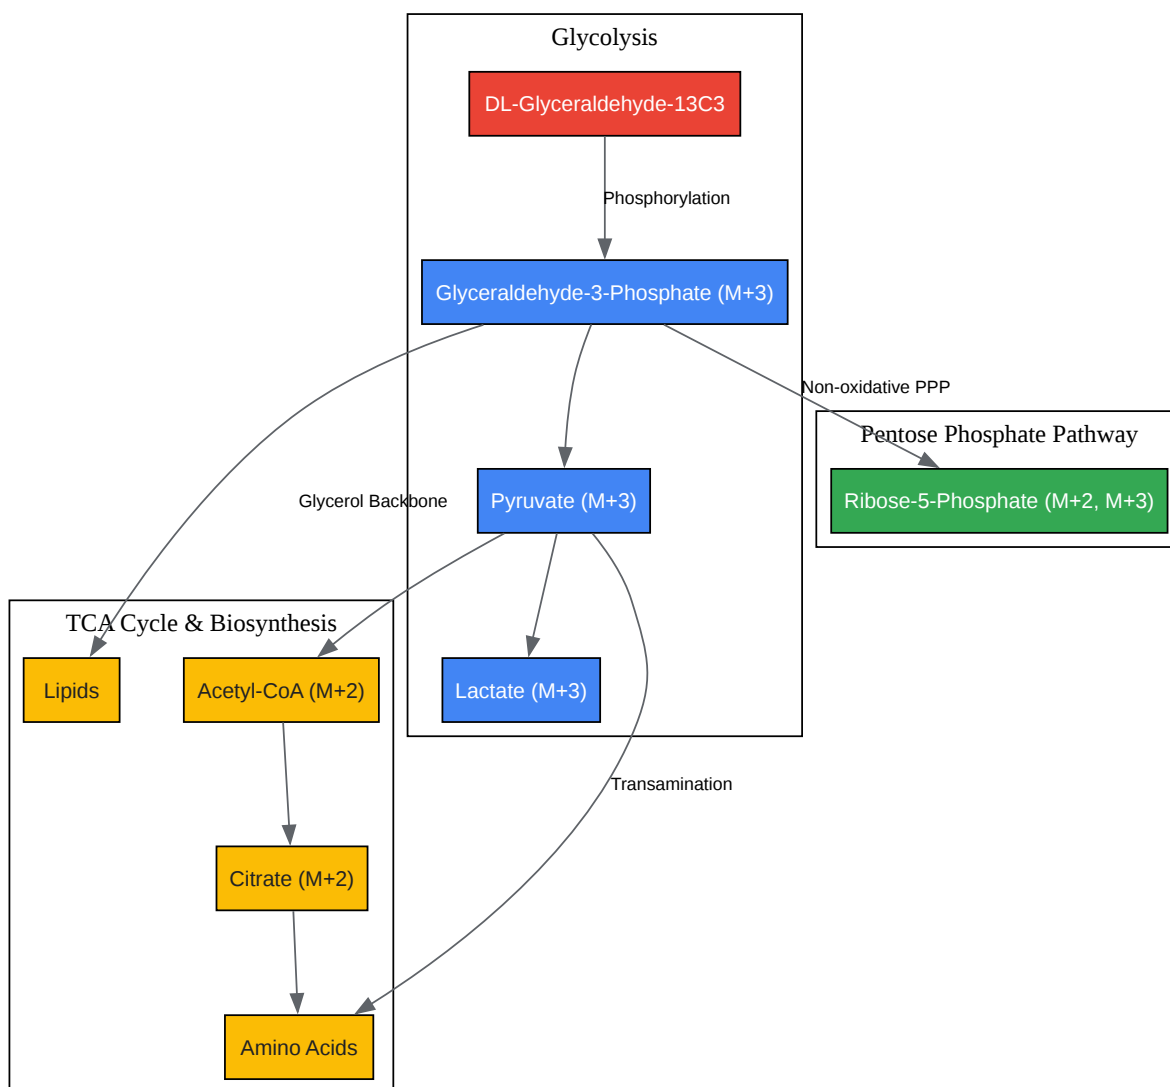 Glycolysis
DL-Glyceraldehyde-13C3
Phosphorylation
Glyceraldehyde-3-Phosphate (M+3)
Non-oxidative PPP
Pentose Phosphate Pathway
Glycerol Backbone
Pyruvate (M+3)
Ribose-5-Phosphate (M+2, M+3)
TCA Cycle & Biosynthesis
Lipids
Acetyl-CoA (M+2)
Lactate (M+3)
Transamination
Citrate (M+2)
Amino Acids